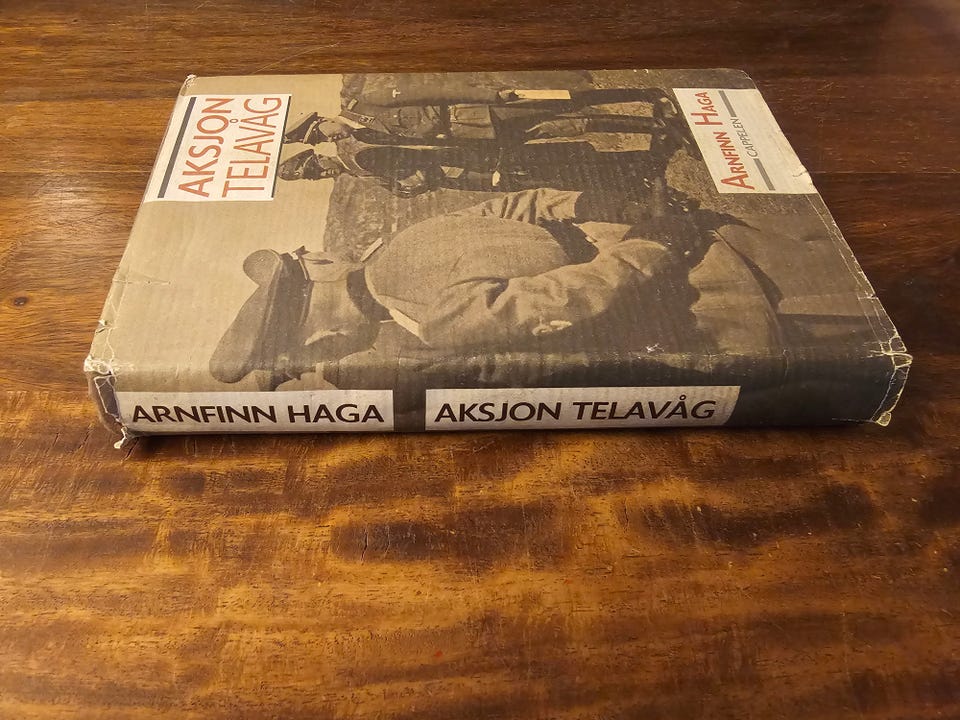 AKSJON
TELAVÅG
ARNFINN HAGA
CAPPELEN
ARNFINN HAGA
AKSJON TELAVÅG